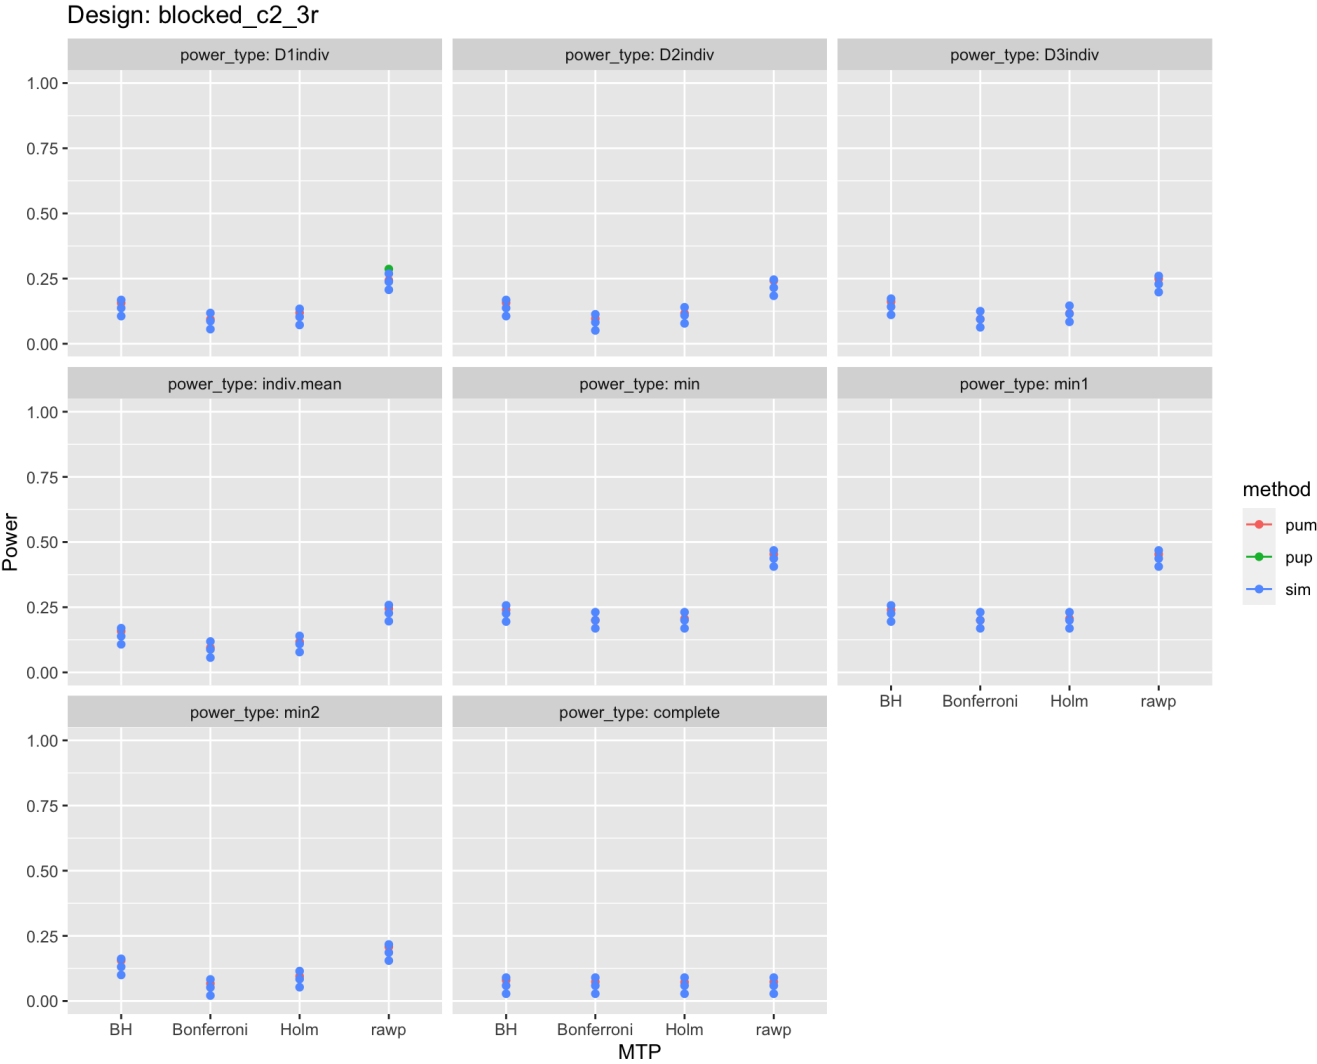 Design: blocked_c2_3r
power_type: D1indiv
power_type: D2indiv
power_type: D3indiv
1.00
0.75
0.50
0.25
0.00
power_type: indiv.mean
power_type: min
power_type: min1
1.00
0.75
0.50
0.25
0.00
Power
BH
Bonferroni
Holm
rawp
power_type: min2
power_type: complete
1.00
0.75
0.50
0.25
0.00
BH
Bonferroni
Holm
rawp
BH
Bonferroni
Holm
rawp
MTP
method
pum
pup
sim